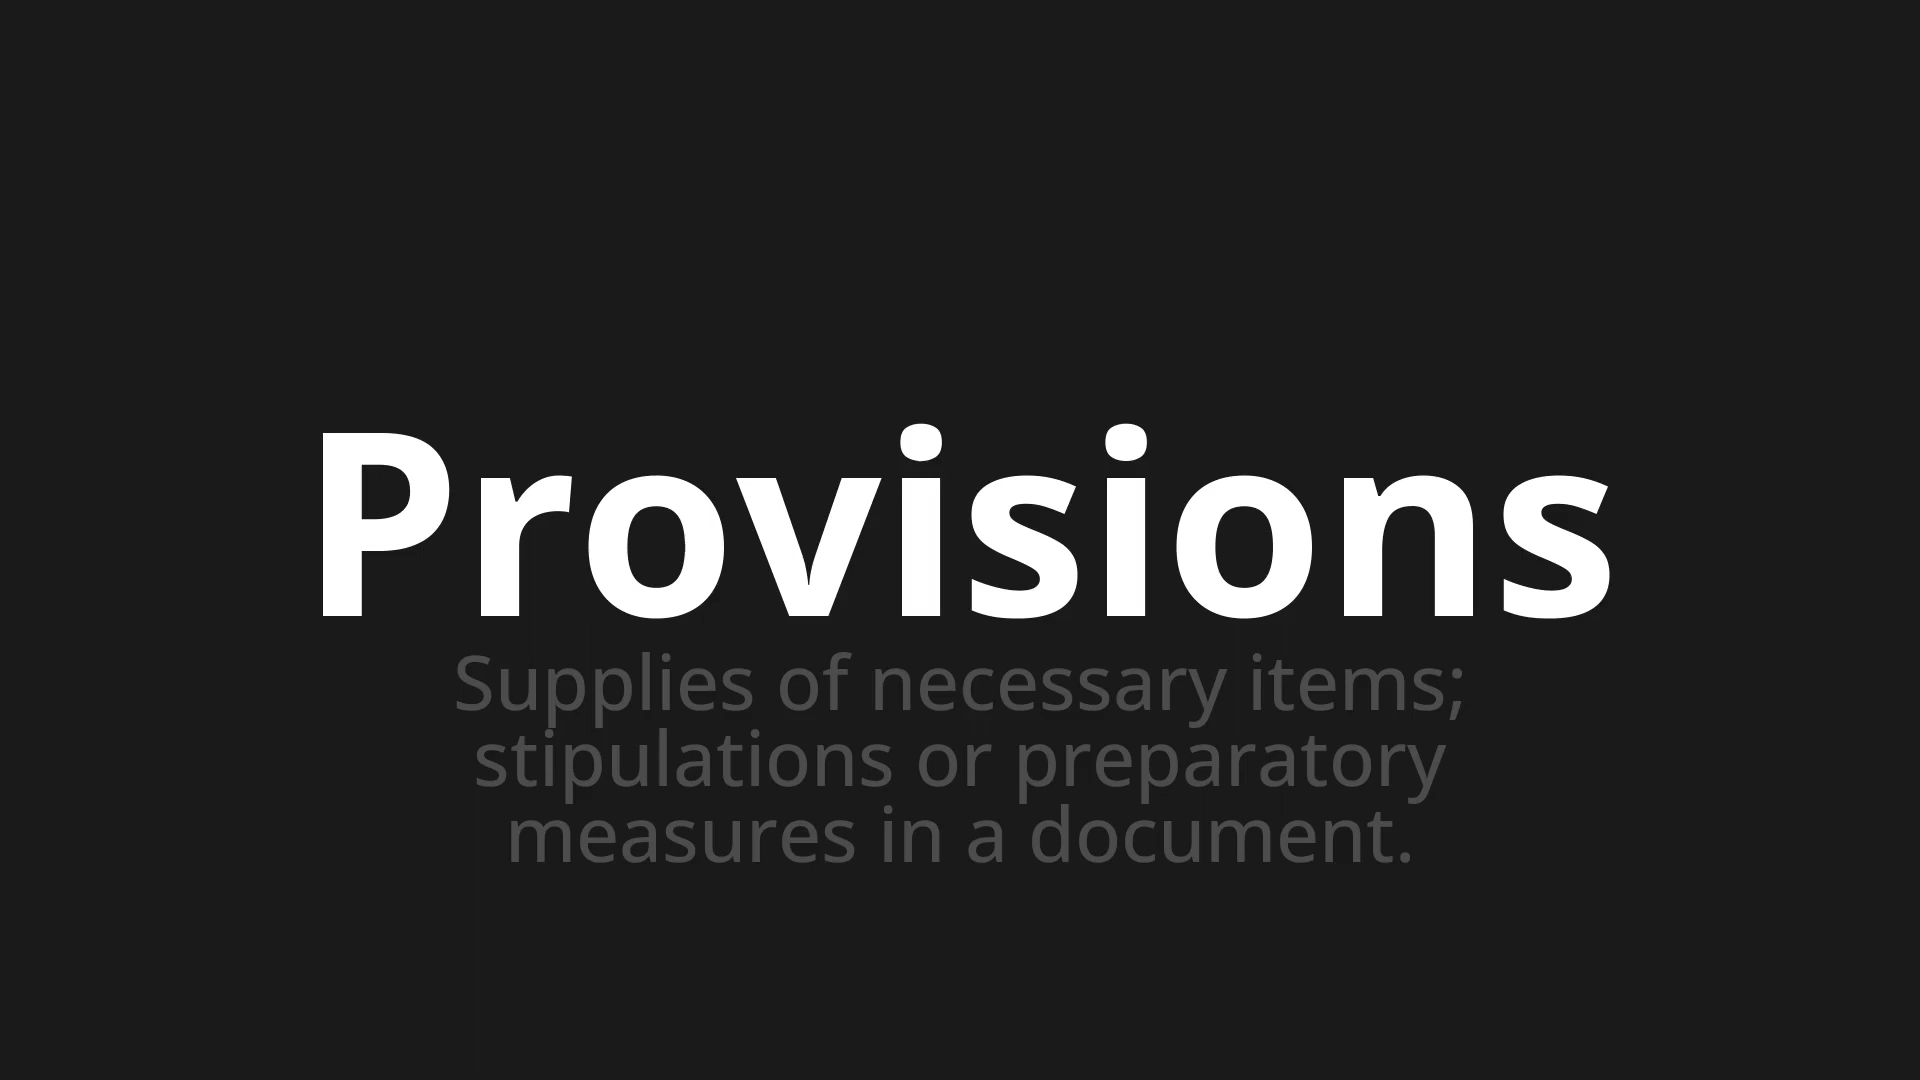 Provisions
Supplies of necessary items;
stipulations or preparatory
measures in a document.